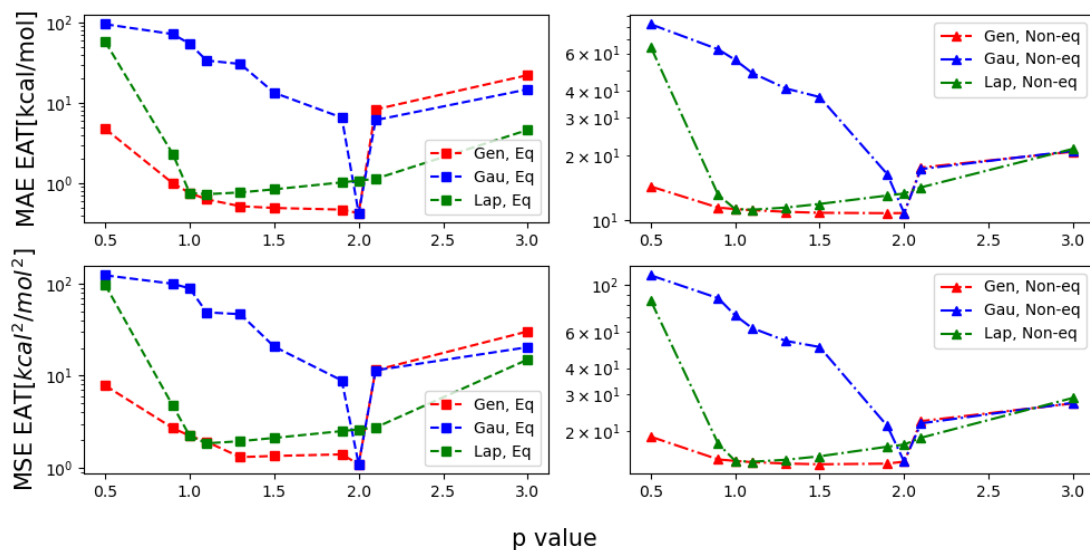 MAE EAT[kcal/mol]
10²
10¹
10⁰
0.5 1.0 1.5 2.0 2.5 3.0
Gen, Eq
Gau, Eq
Lap, Eq
6 × 10¹
4 × 10¹
3 × 10¹
2 × 10¹
10¹
0.5 1.0 1.5 2.0 2.5 3.0
Gen, Non-eq
Gau, Non-eq
Lap, Non-eq
MSE EAT[kcal²/mol²]
10²
10¹
10⁰
0.5 1.0 1.5 2.0 2.5 3.0
Gen, Eq
Gau, Eq
Lap, Eq
10²
6 × 10¹
4 × 10¹
3 × 10¹
2 × 10¹
0.5 1.0 1.5 2.0 2.5 3.0
Gen, Non-eq
Gau, Non-eq
Lap, Non-eq
p value